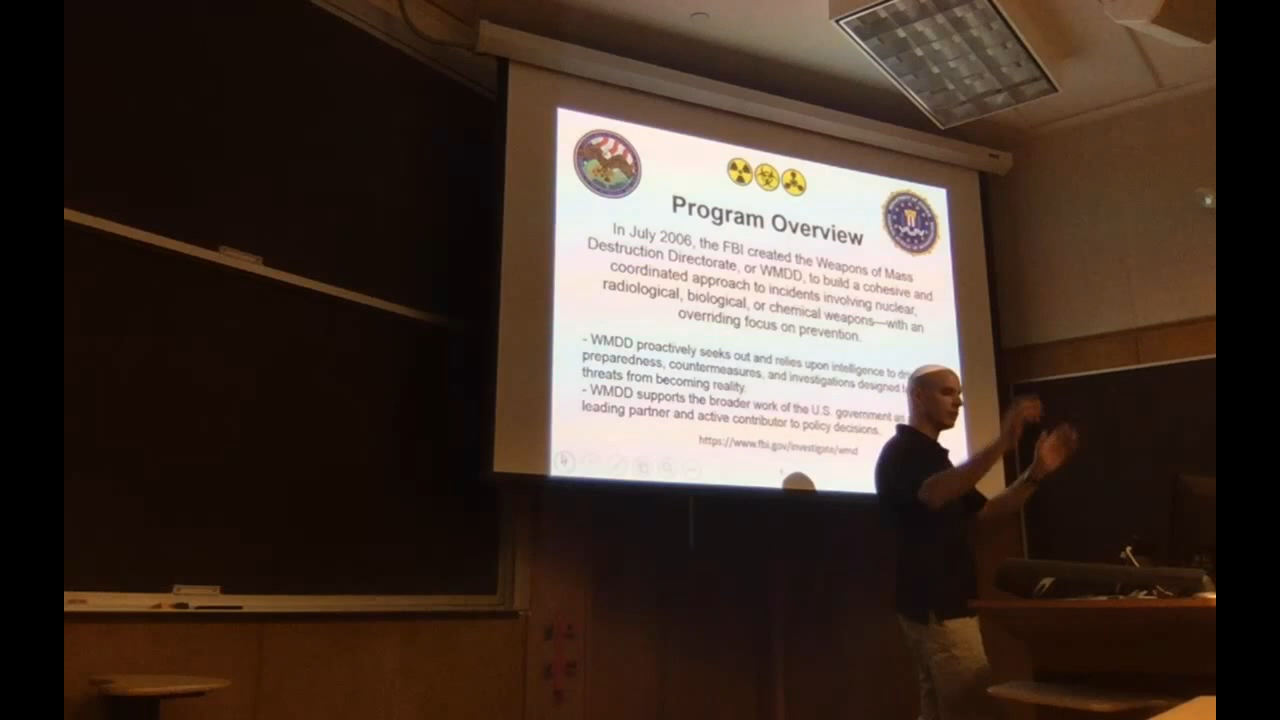 Program Overview
In July 2006, the FBI created the Weapons of Mass
Destruction Directorate, or WMDD, to build a cohesive and
coordinated approach to incidents involving nuclear,
radiological, biological, or chemical weapons—with an
overriding focus on prevention.
- WMDD proactively seeks out and relies upon intelligence to
preparedness, countermeasures, and investigations designed
threats from becoming reality.
- WMDD supports the broader work of the U.S. government
leading partner and active contributor to policy decisions.
https://www.fbi.gov/investigate/wmd